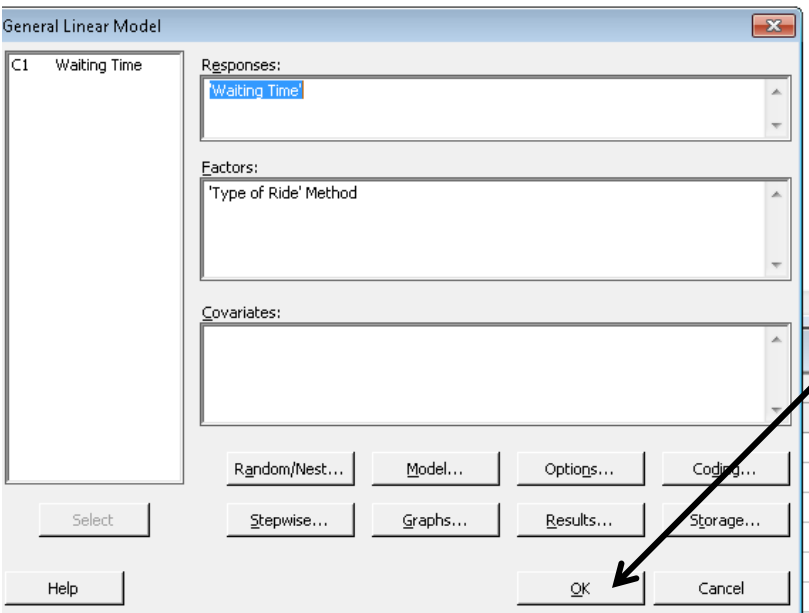 General Linear Model
C1 Waiting Time
Responses:
'Waiting Time'
Factors:
'Type of Ride' Method
Covariates:
Random/Nest... Model... Options... Coding...
Select Stepwise... Graphs... Results... Storage...
Help OK Cancel